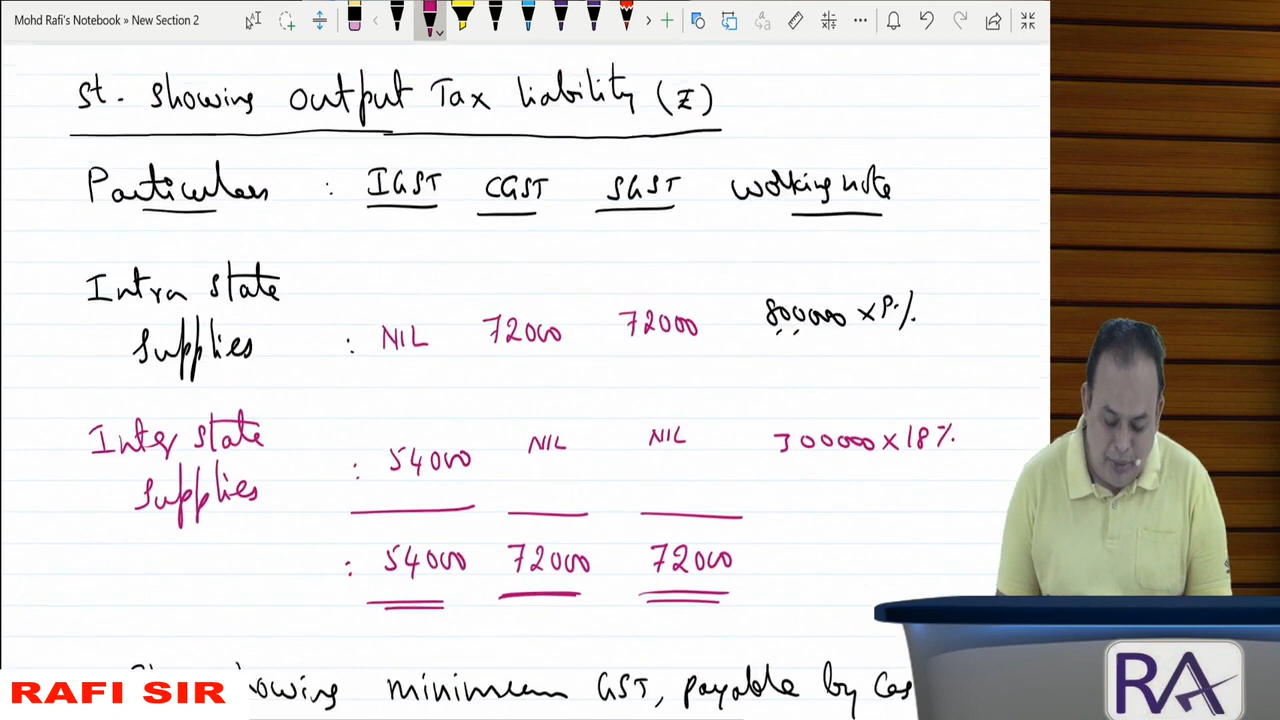 Mohd Rafi's Notebook » New Section 2
St. Showing output Tax liability (₹)
Particulars : IGST CGST SGST working note
Intra state
supplies : NIL 72000 72000 800000 x 9%
Inter state
supplies : 54000 NIL NIL 300000 x 18%
: 54000 72000 72000
minimum GST, payable by
RAFI SIR
RA